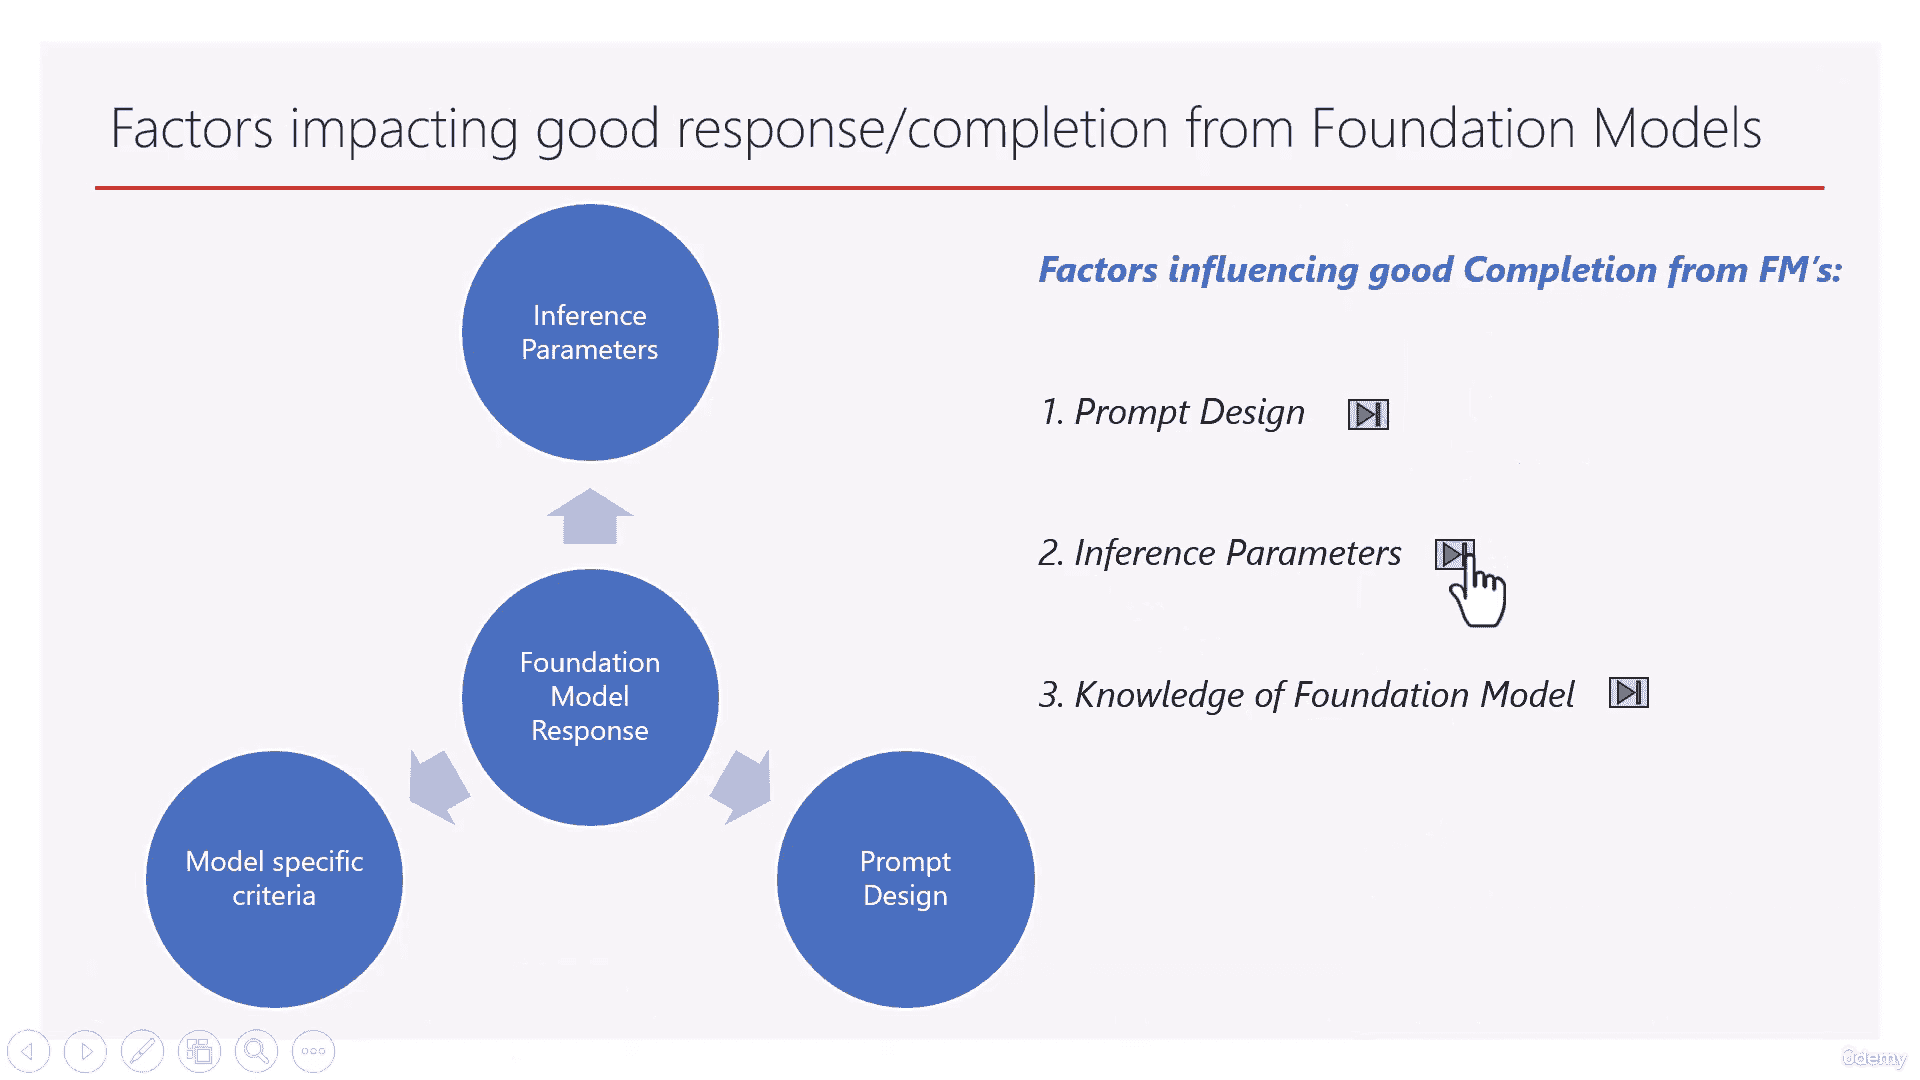 Factors impacting good response/completion from Foundation Models
Inference
Parameters
Foundation
Model
Response
Model specific
criteria
Prompt
Design
Factors influencing good Completion from FM's:
1. Prompt Design
2. Inference Parameters
3. Knowledge of Foundation Model
ûdemy